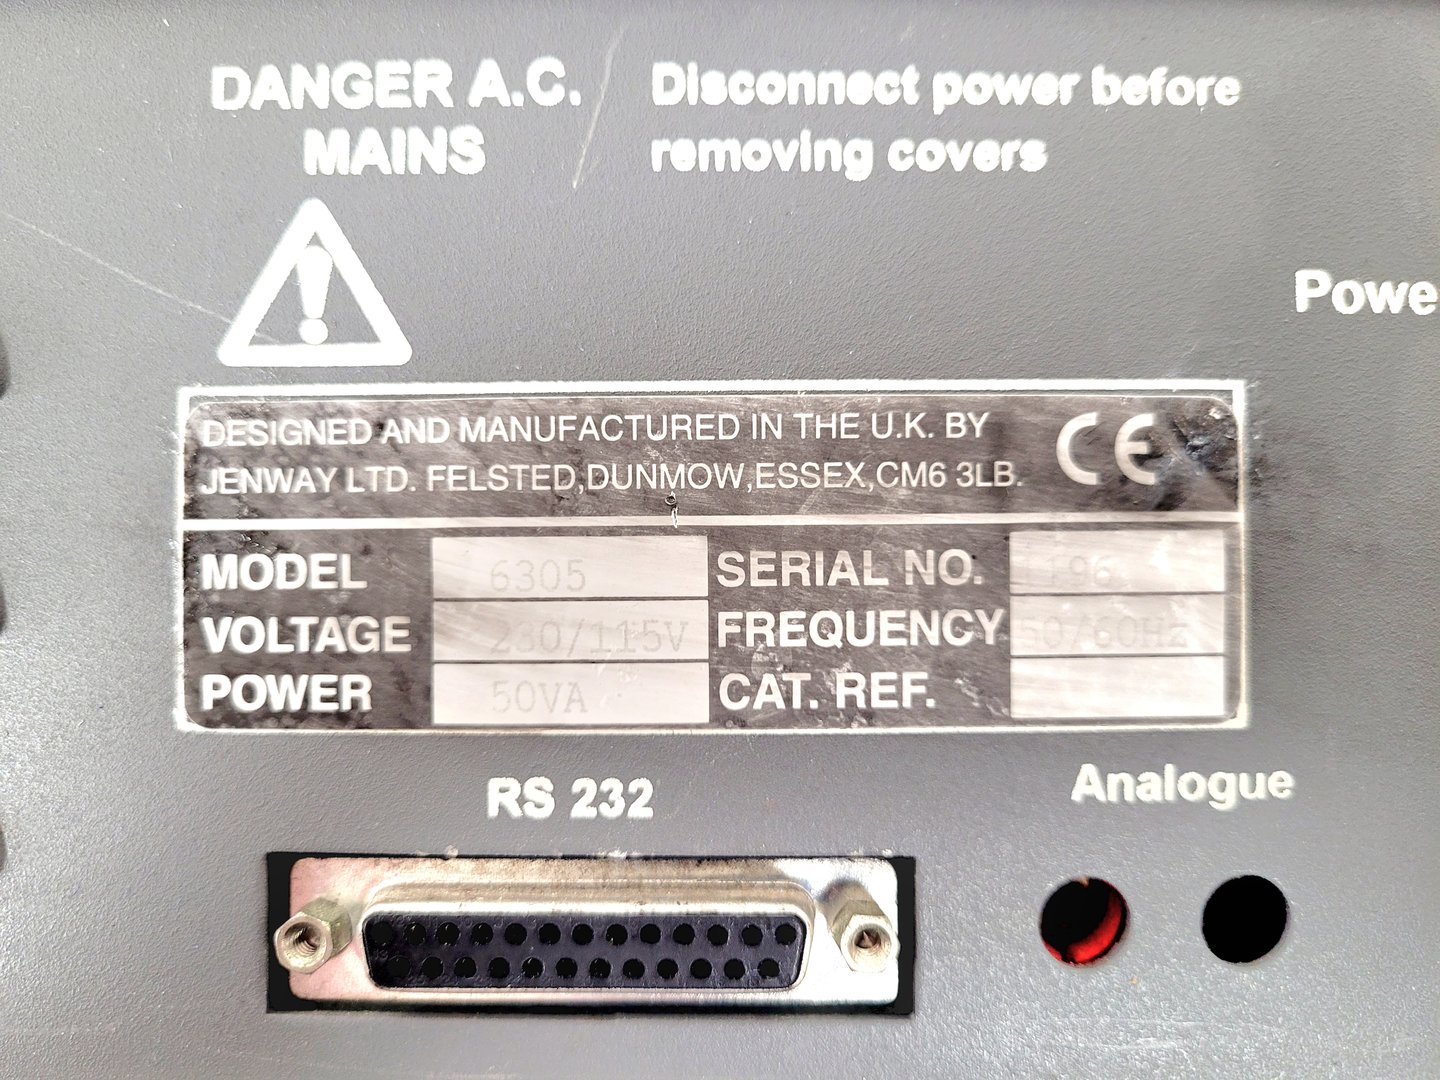 DANGER A.C.
MAINS
Disconnect power before
removing covers
Powe
DESIGNED AND MANUFACTURED IN THE U.K. BY
JENWAY LTD. FELSTED,DUNMOW,ESSEX,CM6 3LB.
CE
MODEL 6305 SERIAL NO.
VOLTAGE 230/115V FREQUENCY 50/60Hz
POWER 50VA CAT. REF.
RS 232
Analogue